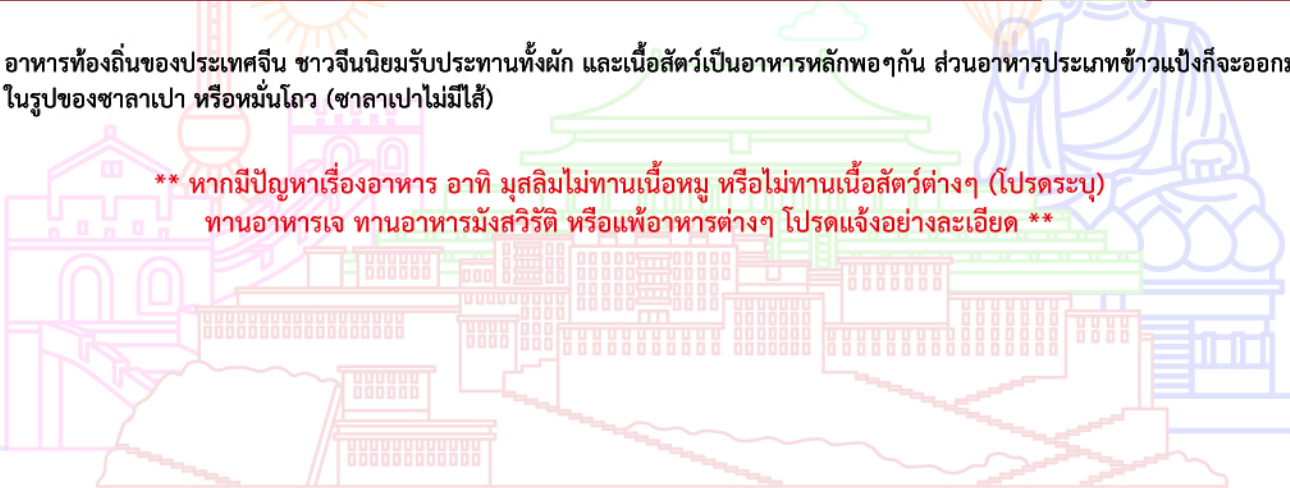 อาหารท้องถิ่นของประเทศจีน ชาวจีนนิยมรับประทานทั้งผัก และเนื้อสัตว์เป็นอาหารหลักพอๆกัน ส่วนอาหารประเภทข้าวแป้งก็จะออกม
ในรูปของซาลาเปา หรือหมั่นโถว (ซาลาเปาไม่มีไส้)
** หากมีปัญหาเรื่องอาหาร อาทิ มุสลิมไม่ทานเนื้อหมู หรือไม่ทานเนื้อสัตว์ต่างๆ (โปรดระบุ)
ทานอาหารเจ ทานอาหารมังสวิรัติ หรือแพ้อาหารต่างๆ โปรดแจ้งอย่างละเอียด **